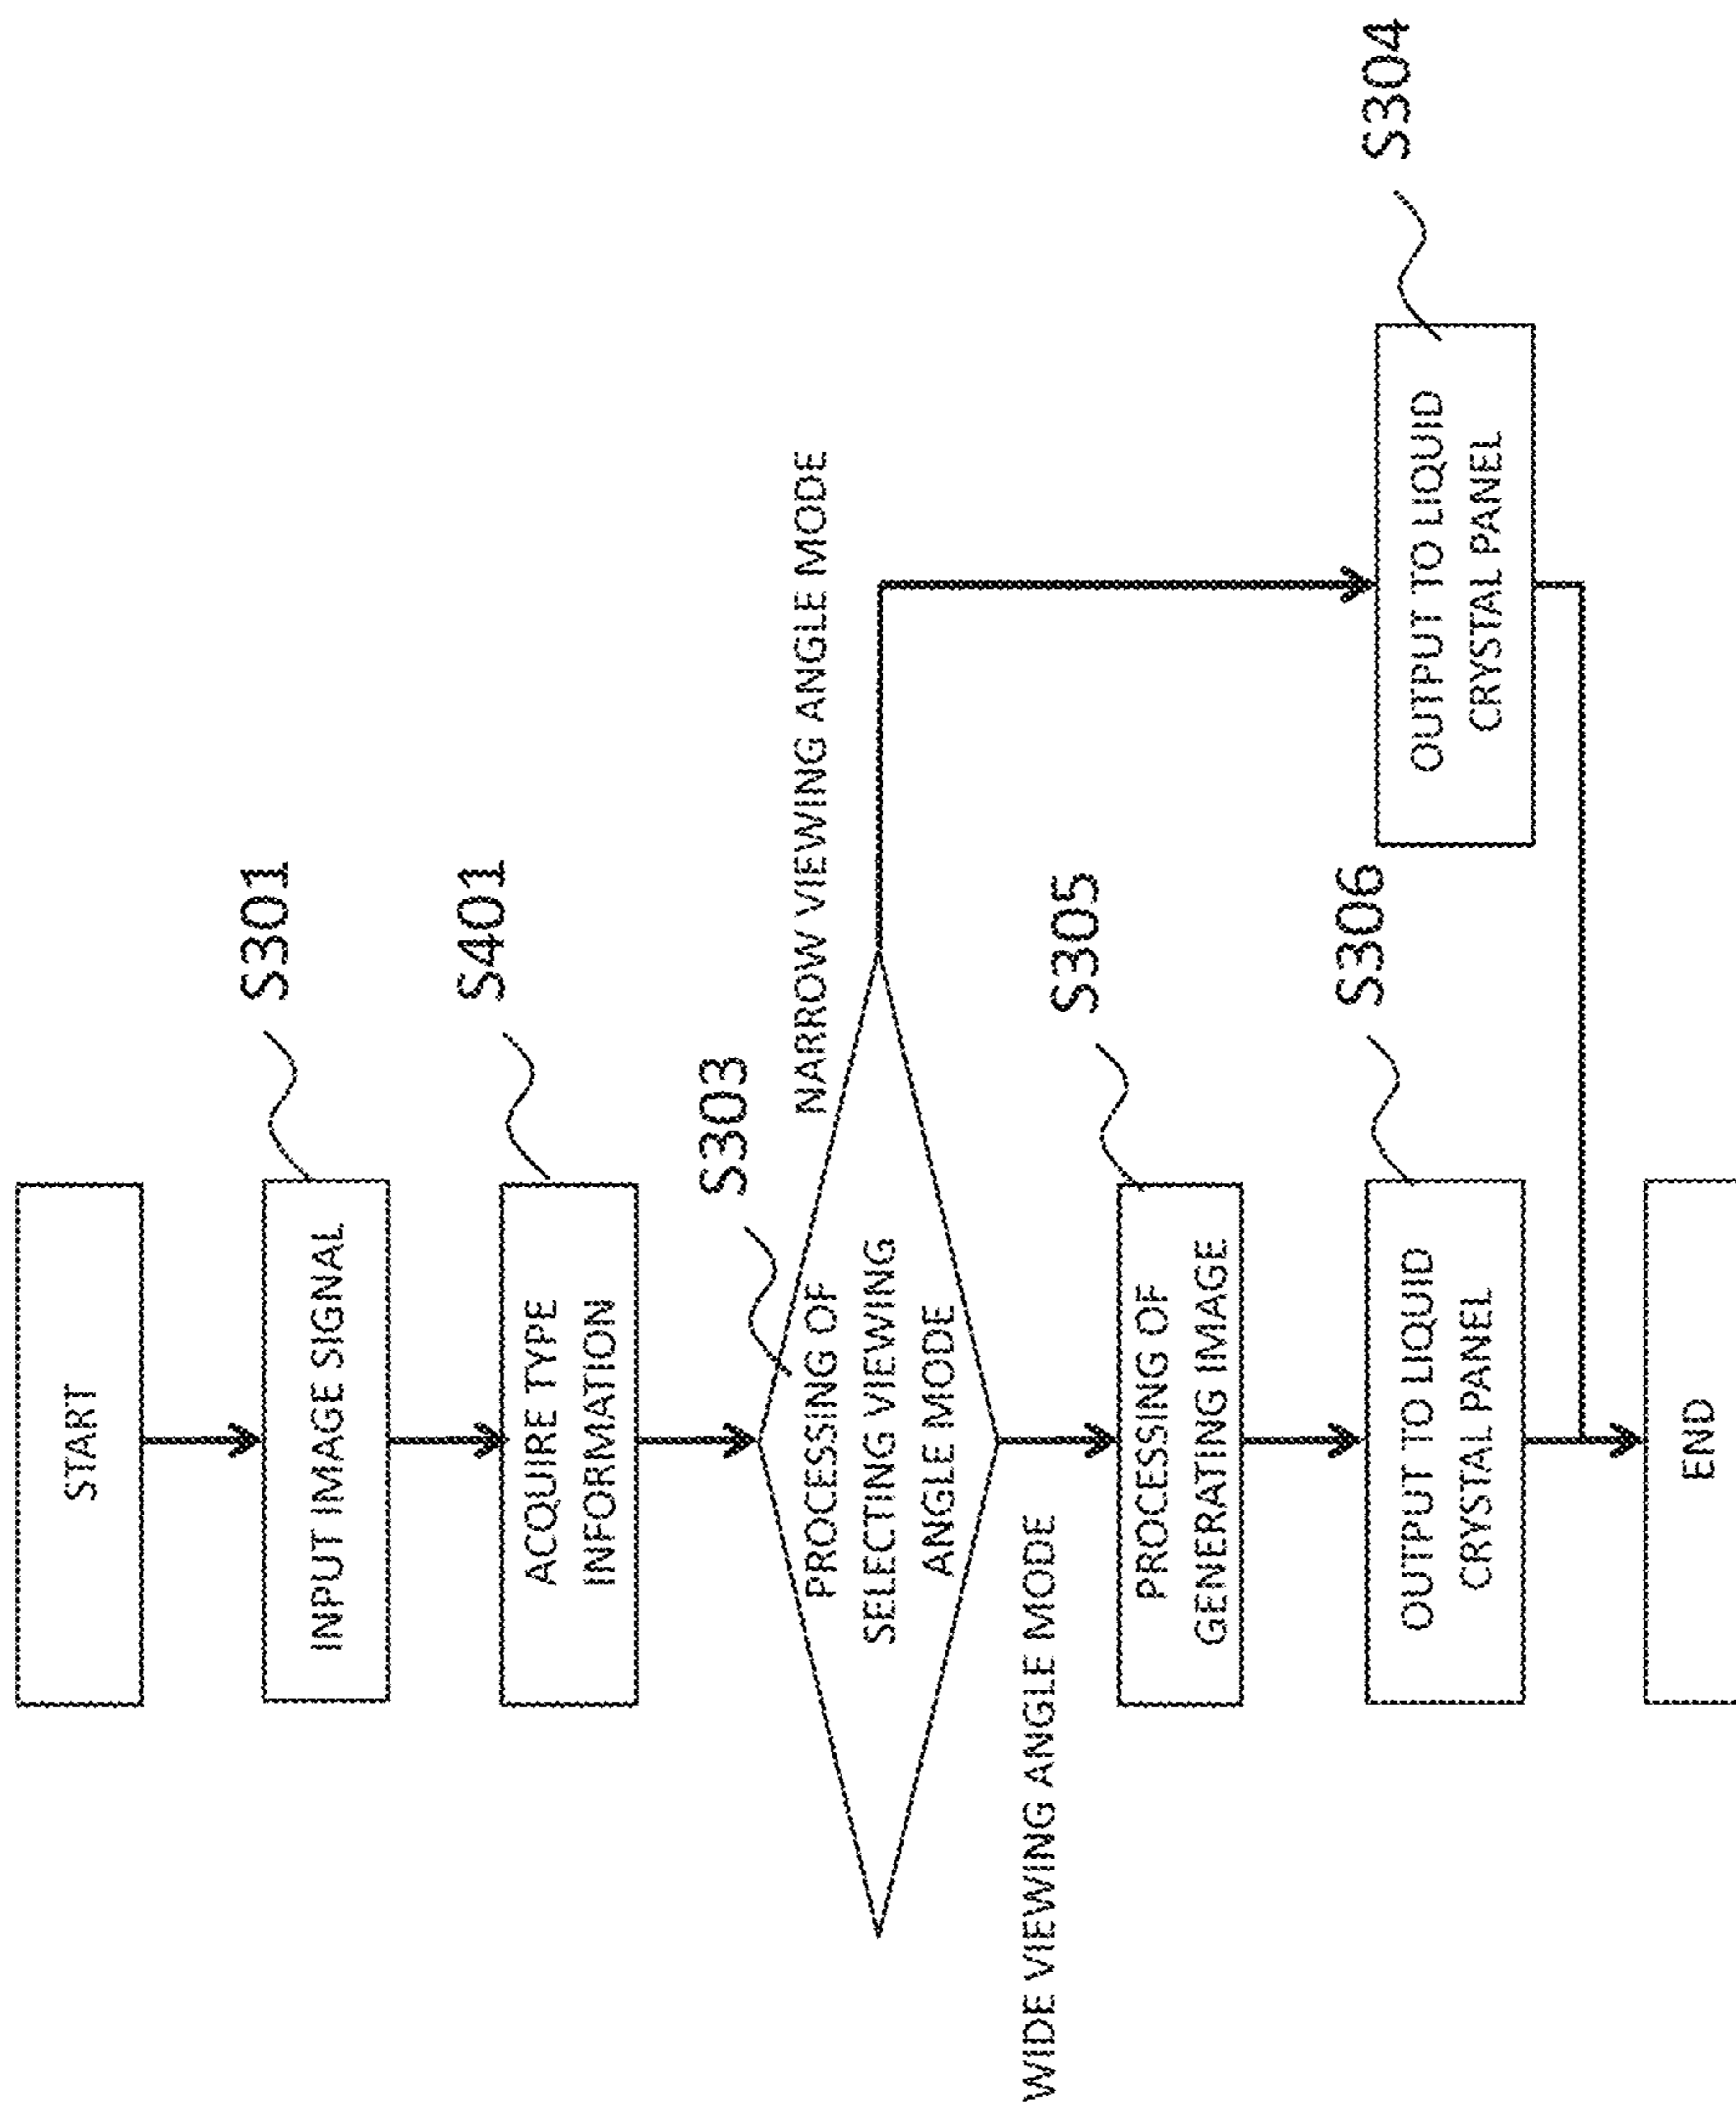 START
S301
INPUT IMAGE SIGNAL
S401
ACQUIRE TYPE
INFORMATION
S303
NARROW VIEWING ANGLE MODE
PROCESSING OF
SELECTING VIEWING
ANGLE MODE
WIDE VIEWING ANGLE MODE
S305
PROCESSING OF
GENERATING IMAGE
S306
OUTPUT TO LIQUID
CRYSTAL PANEL
S304
OUTPUT TO LIQUID
CRYSTAL PANEL
END